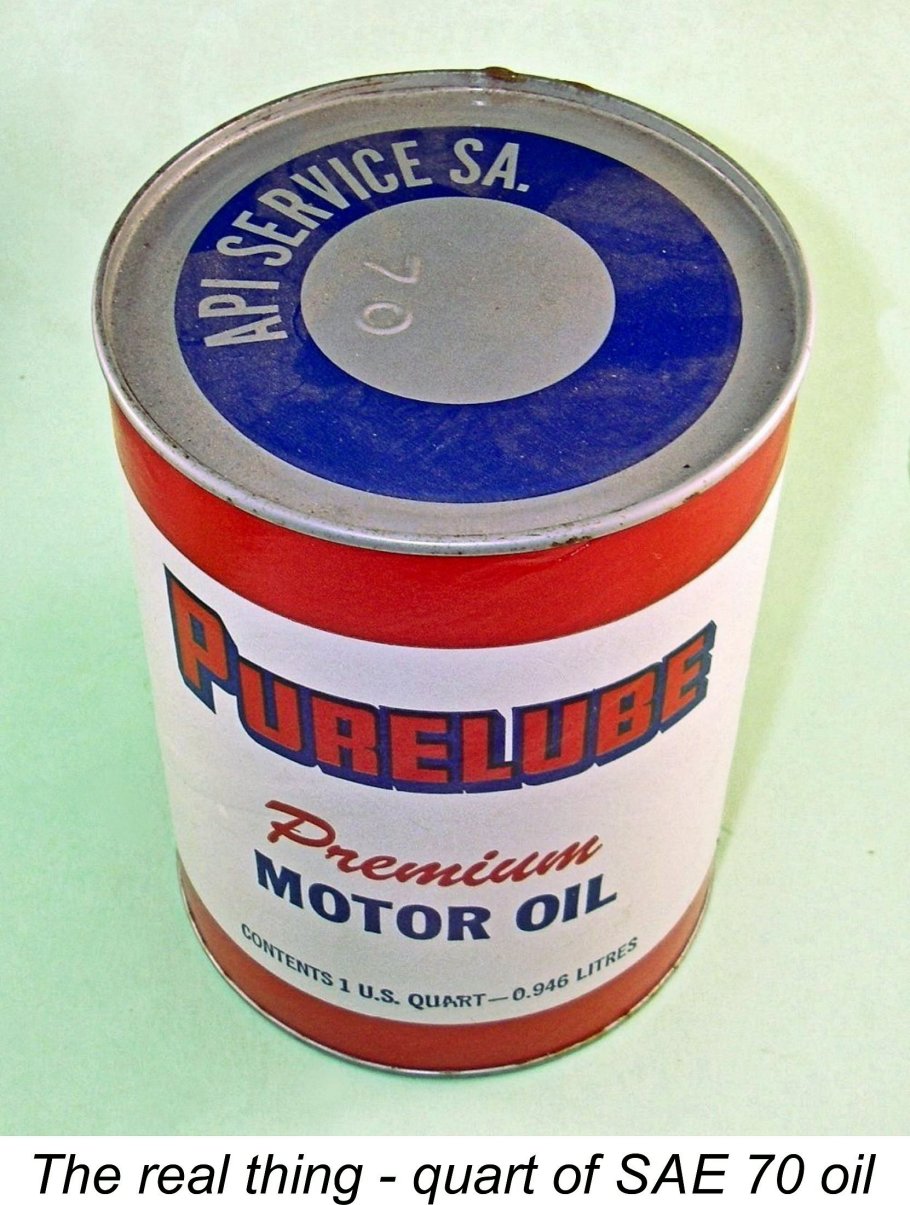 API SERVICE SA.
70
PURELUBE
Premium
MOTOR OIL
CONTENTS 1 U.S. QUART—0.946 LITRES
The real thing - quart of SAE 70 oil